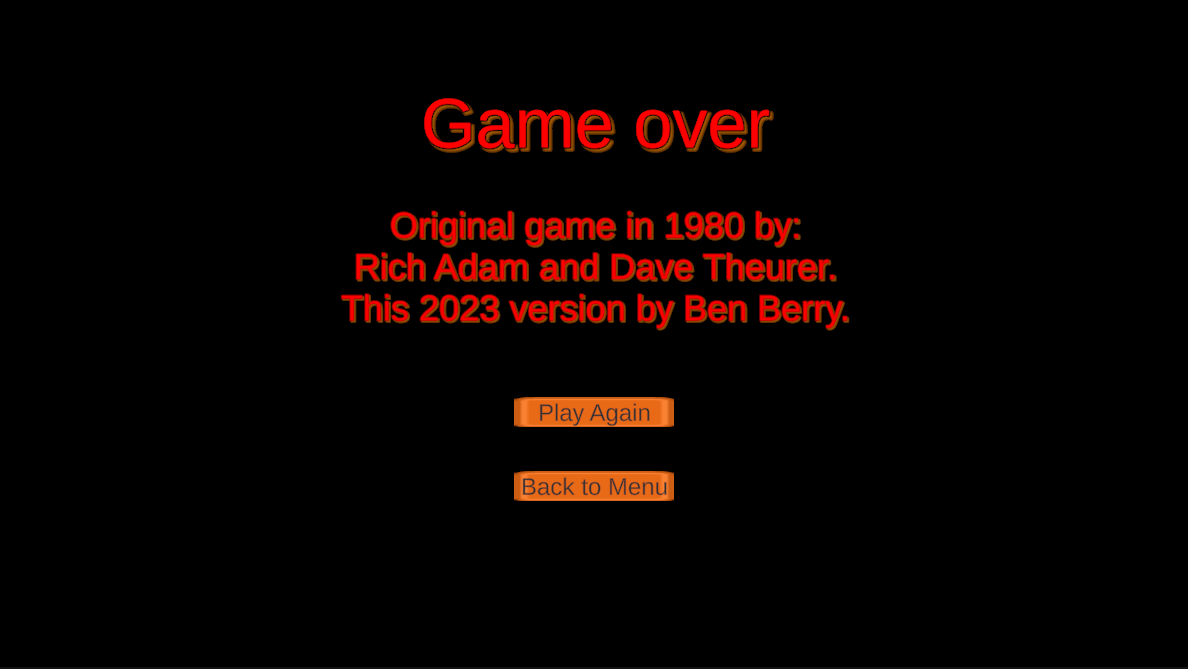 Game over
Original game in 1980 by:
Rich Adam and Dave Theurer.
This 2023 version by Ben Berry.
Play Again
Back to Menu